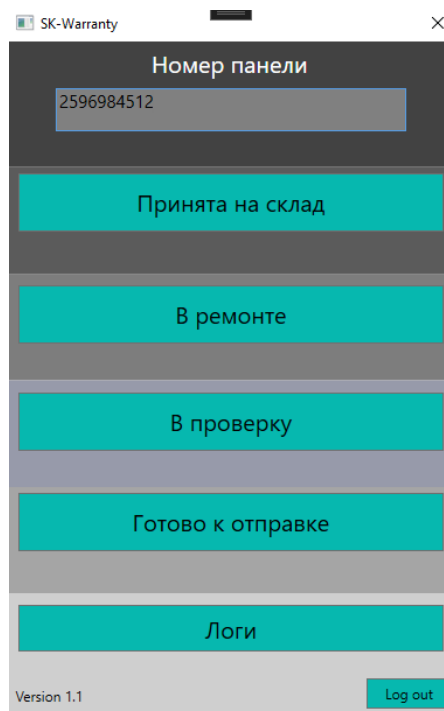 SK-Warranty
Номер панели
2596984512
Принята на склад
В ремонте
В проверку
Готово к отправке
Логи
Version 1.1
Log out